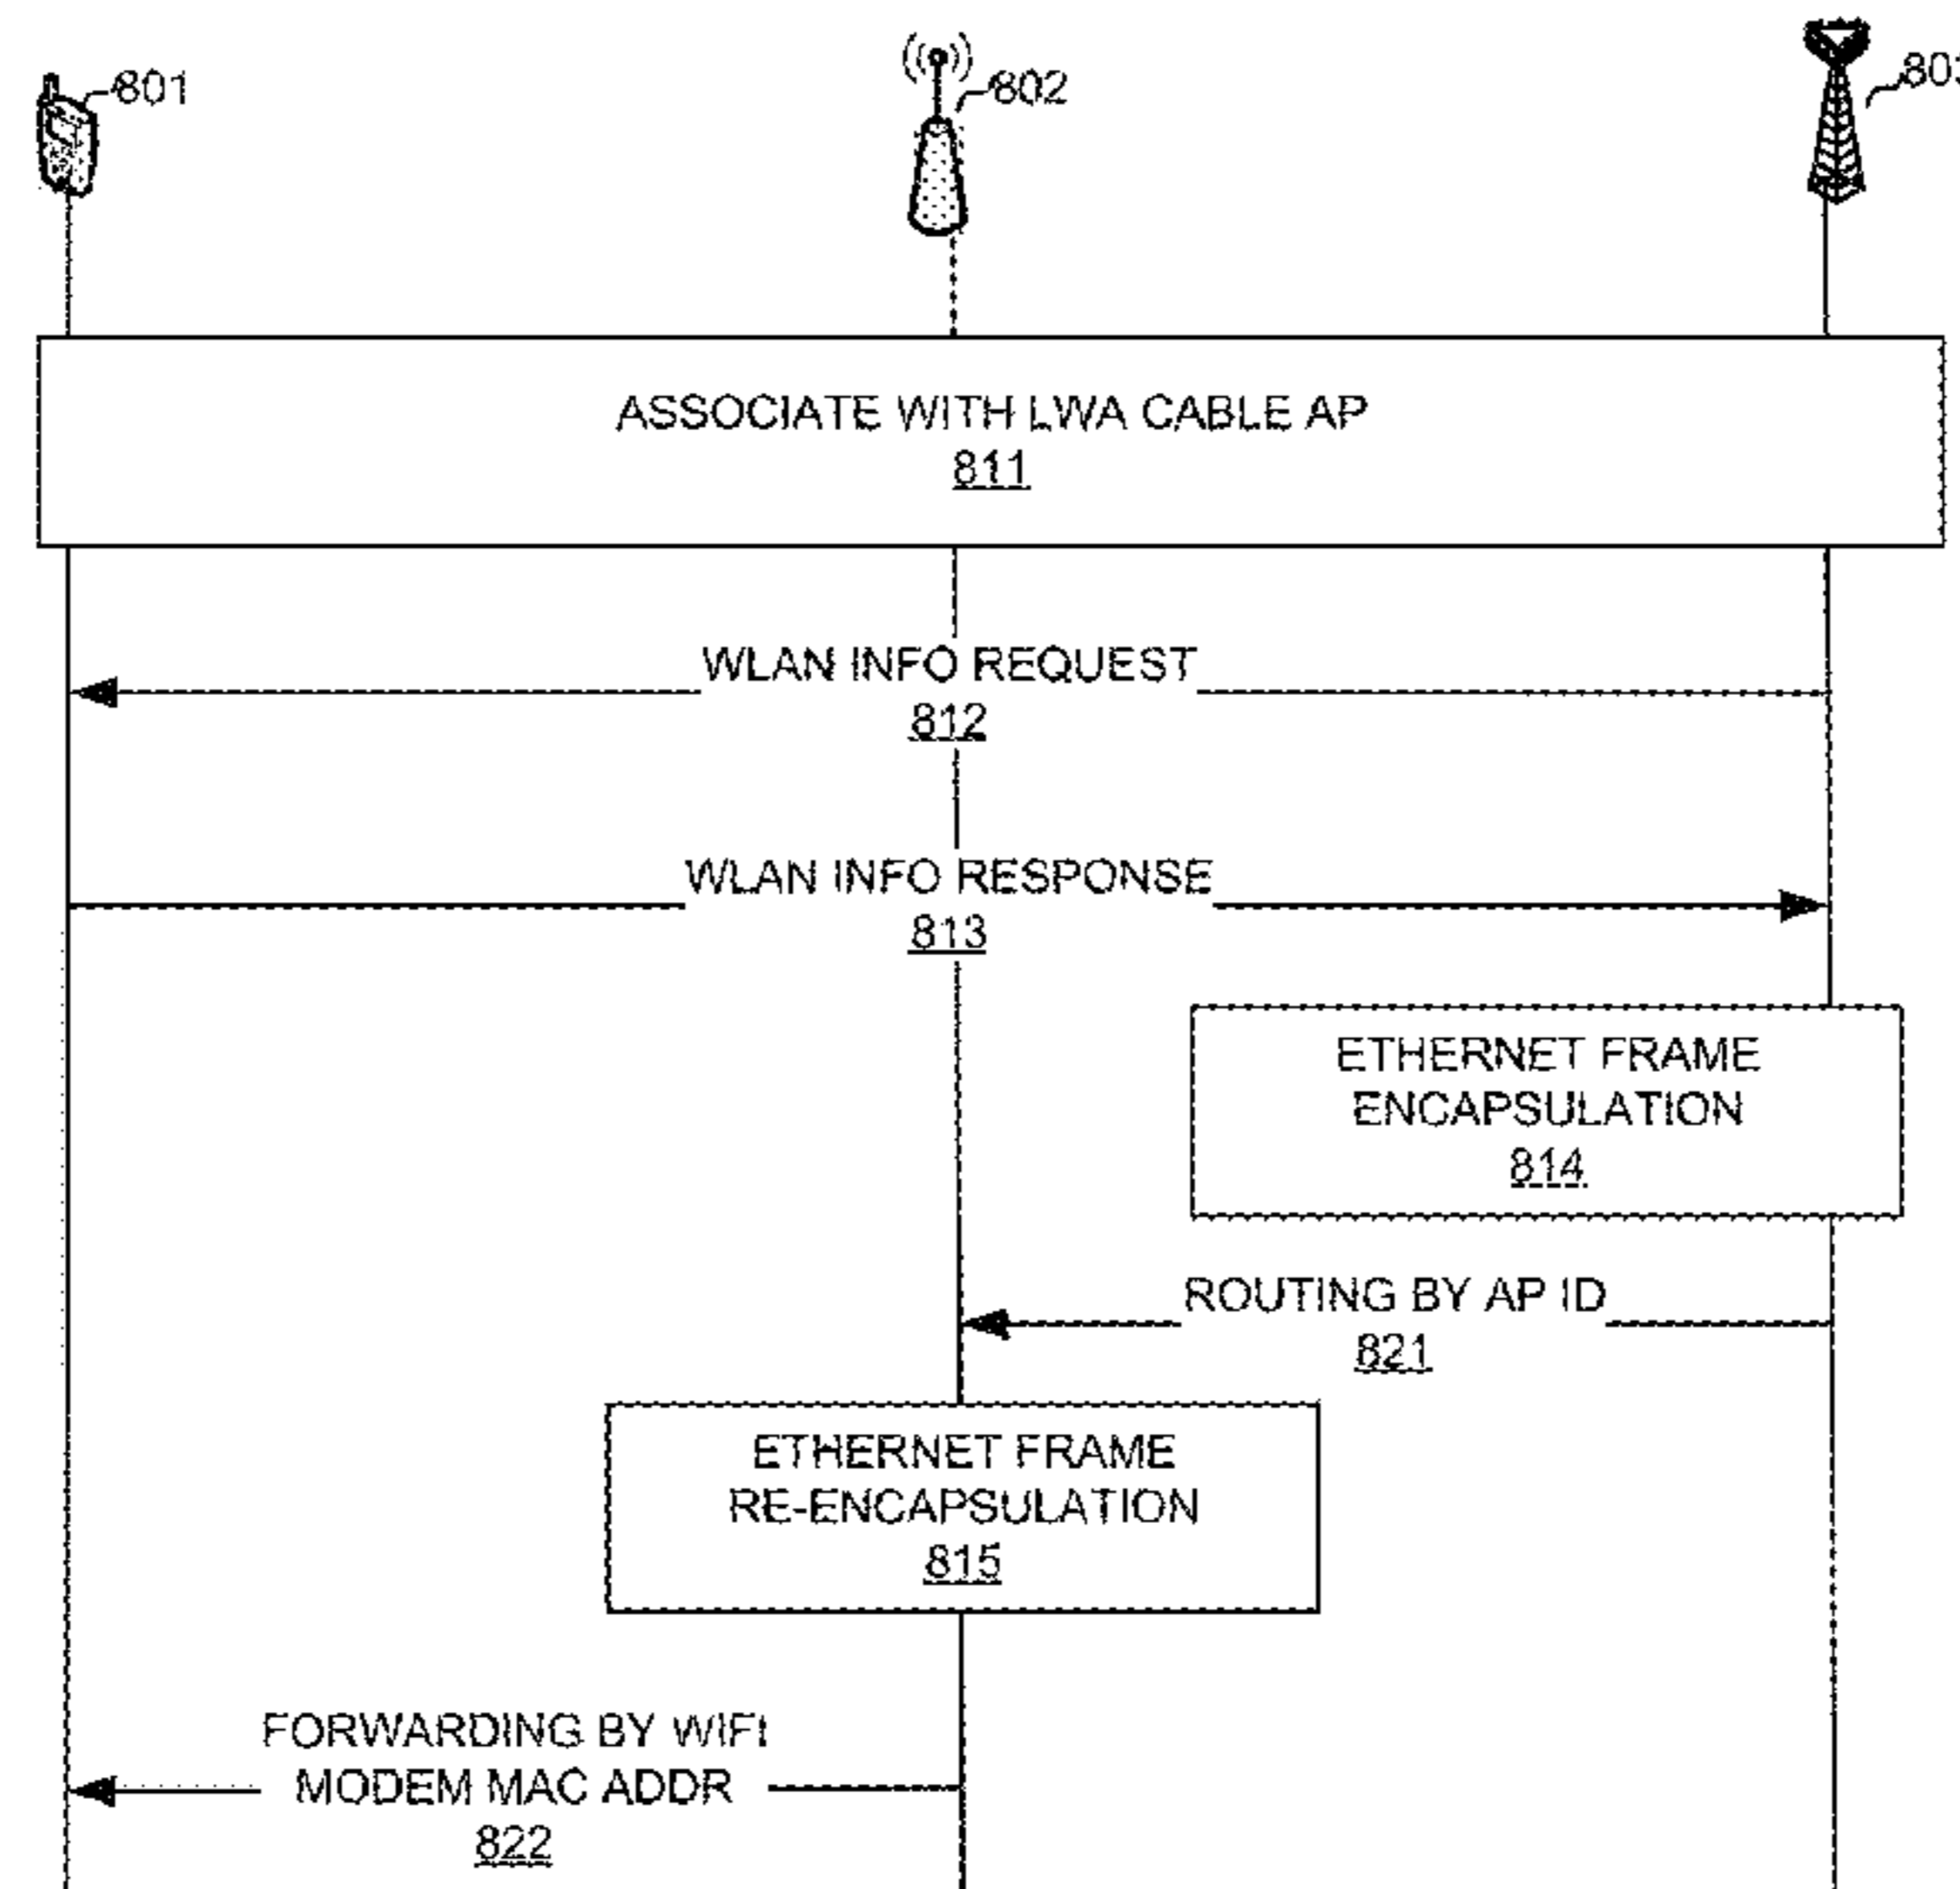 801
802
803
ASSOCIATE WITH LWA CABLE AP
811
WLAN INFO REQUEST
812
WLAN INFO RESPONSE
813
ETHERNET FRAME
ENCAPSULATION
814
ROUTING BY AP ID
821
ETHERNET FRAME
RE-ENCAPSULATION
815
FORWARDING BY WIFI
MODEM MAC ADDR
822